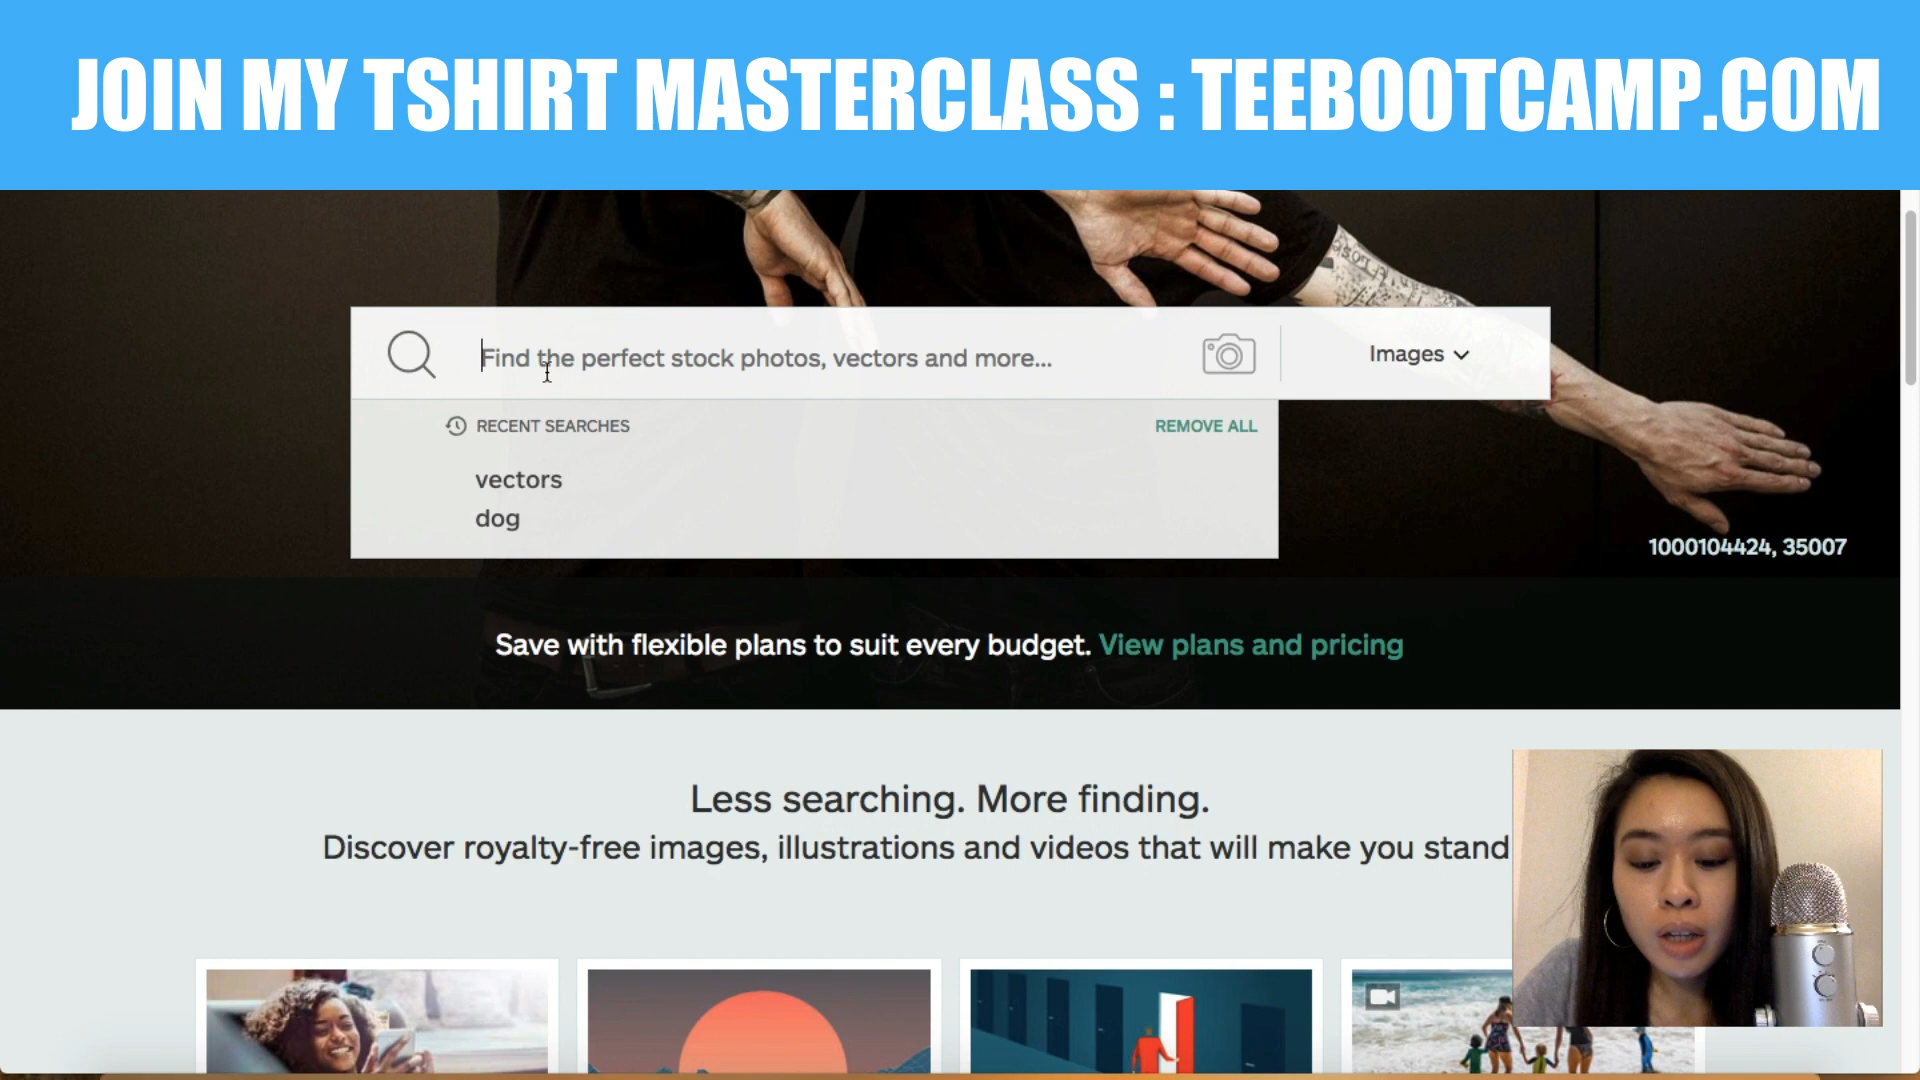 JOIN MY TSHIRT MASTERCLASS : TEEBOOTCAMP.COM
Find the perfect stock photos, vectors and more...
Images
RECENT SEARCHES
REMOVE ALL
vectors
dog
1000104424, 35007
Save with flexible plans to suit every budget. View plans and pricing
Less searching. More finding.
Discover royalty-free images, illustrations and videos that will make you stand